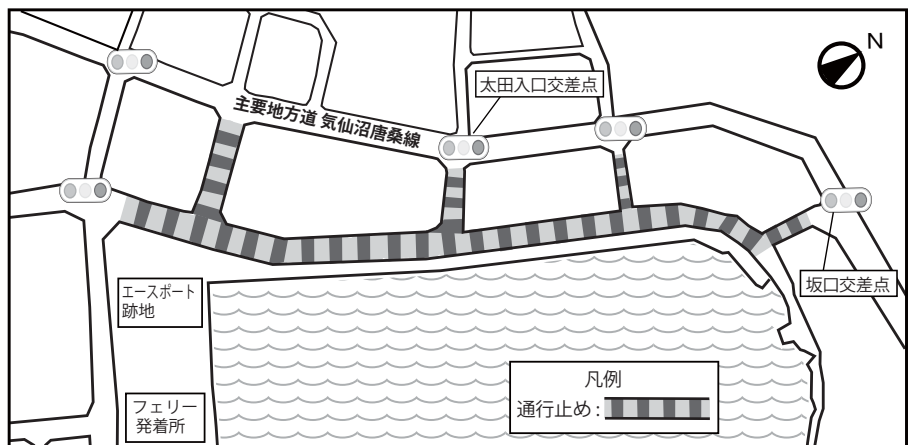 N
太田入口交差点
主要地方道 気仙沼唐桑線
坂口交差点
エースポート
跡地
フェリー
発着所
凡例
通行止め: